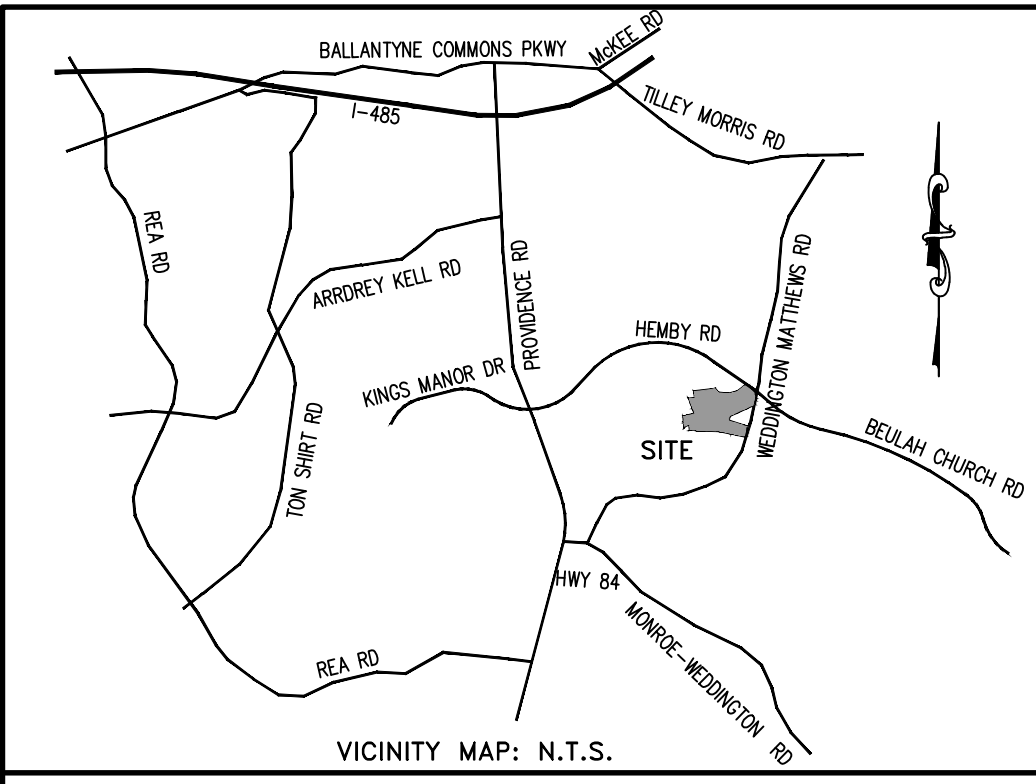 BALLANTYNE COMMONS PKWY
McKEE RD
I-485
TILLEY MORRIS RD
REA RD
ARRDREY KELL RD
PROVIDENCE RD
WEDDINGTON MATTHEWS RD
HEMBY RD
KINGS MANOR DR
TON SHIRT RD
SITE
BEULAH CHURCH RD
HWY 84
MONROE-WEDDINGTON RD
REA RD
VICINITY MAP: N.T.S.